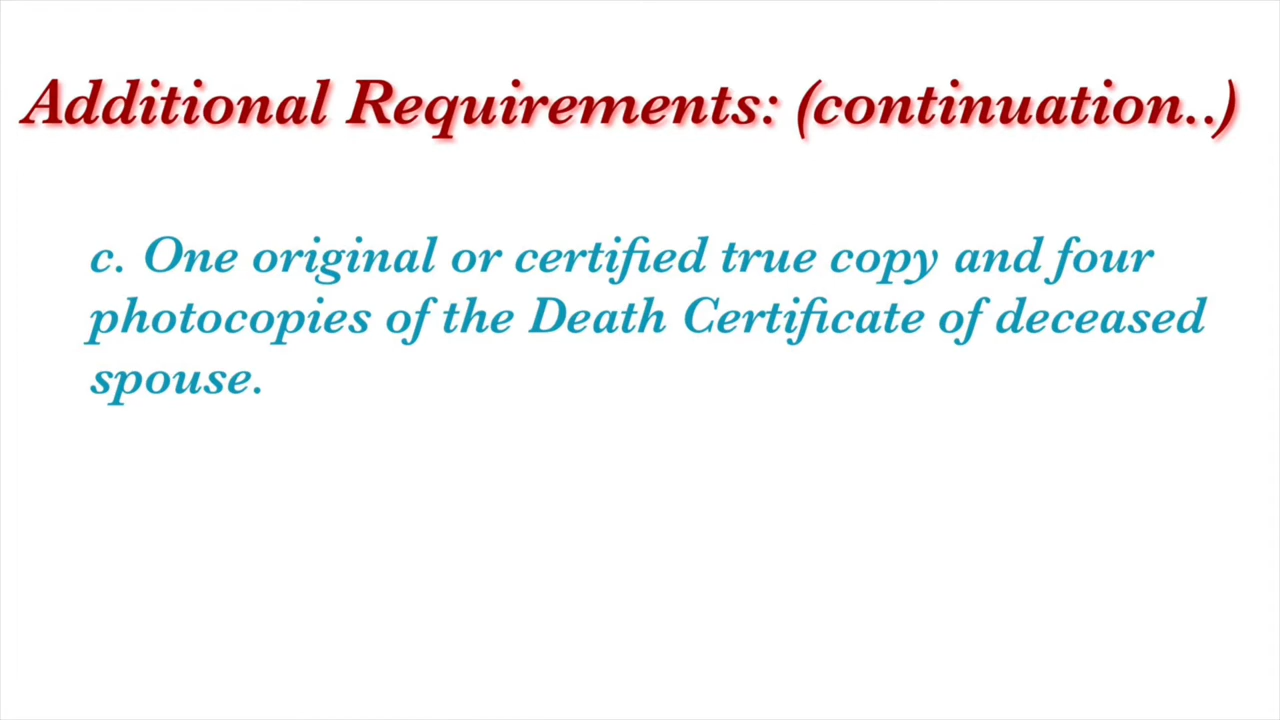 Additional Requirements: (continuation..)
c. One original or certified true copy and four
photocopies of the Death Certificate of deceased
spouse.